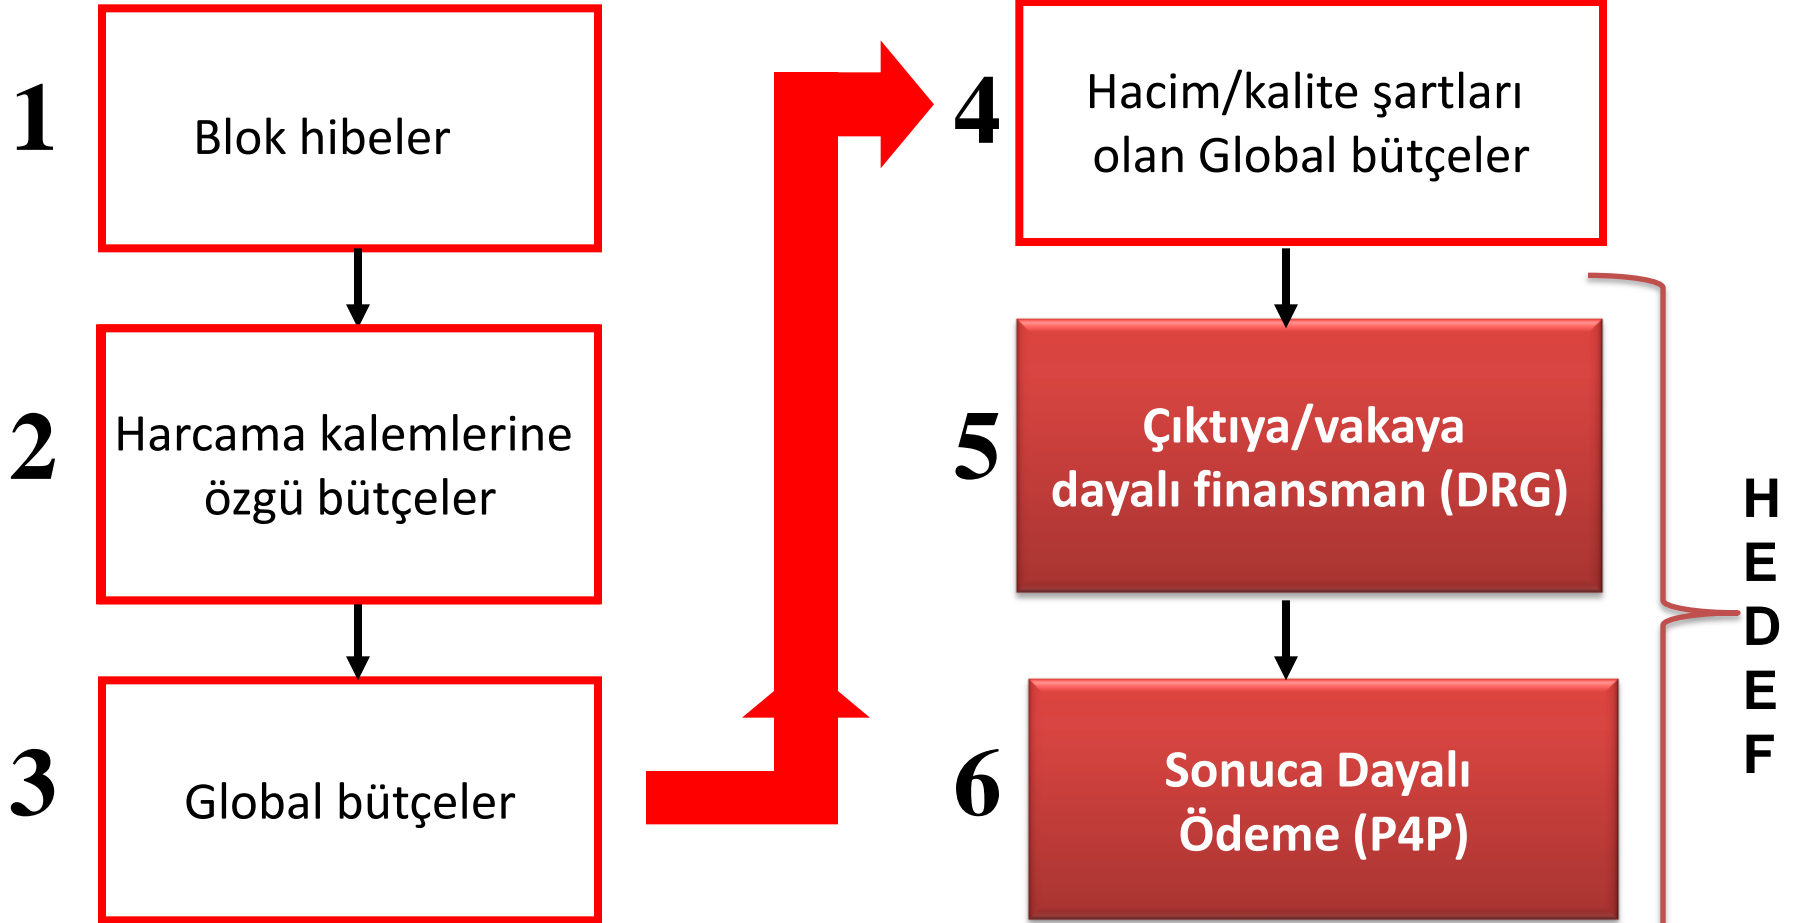 1
Blok hibeler
2
Harcama kalemlerine
özgü bütçeler
3
Global bütçeler
4
Hacim/kalite şartları
olan Global bütçeler
5
Çıktıya/vakaya
dayalı finansman (DRG)
6
Sonuca Dayalı
Ödeme (P4P)
H
E
D
E
F